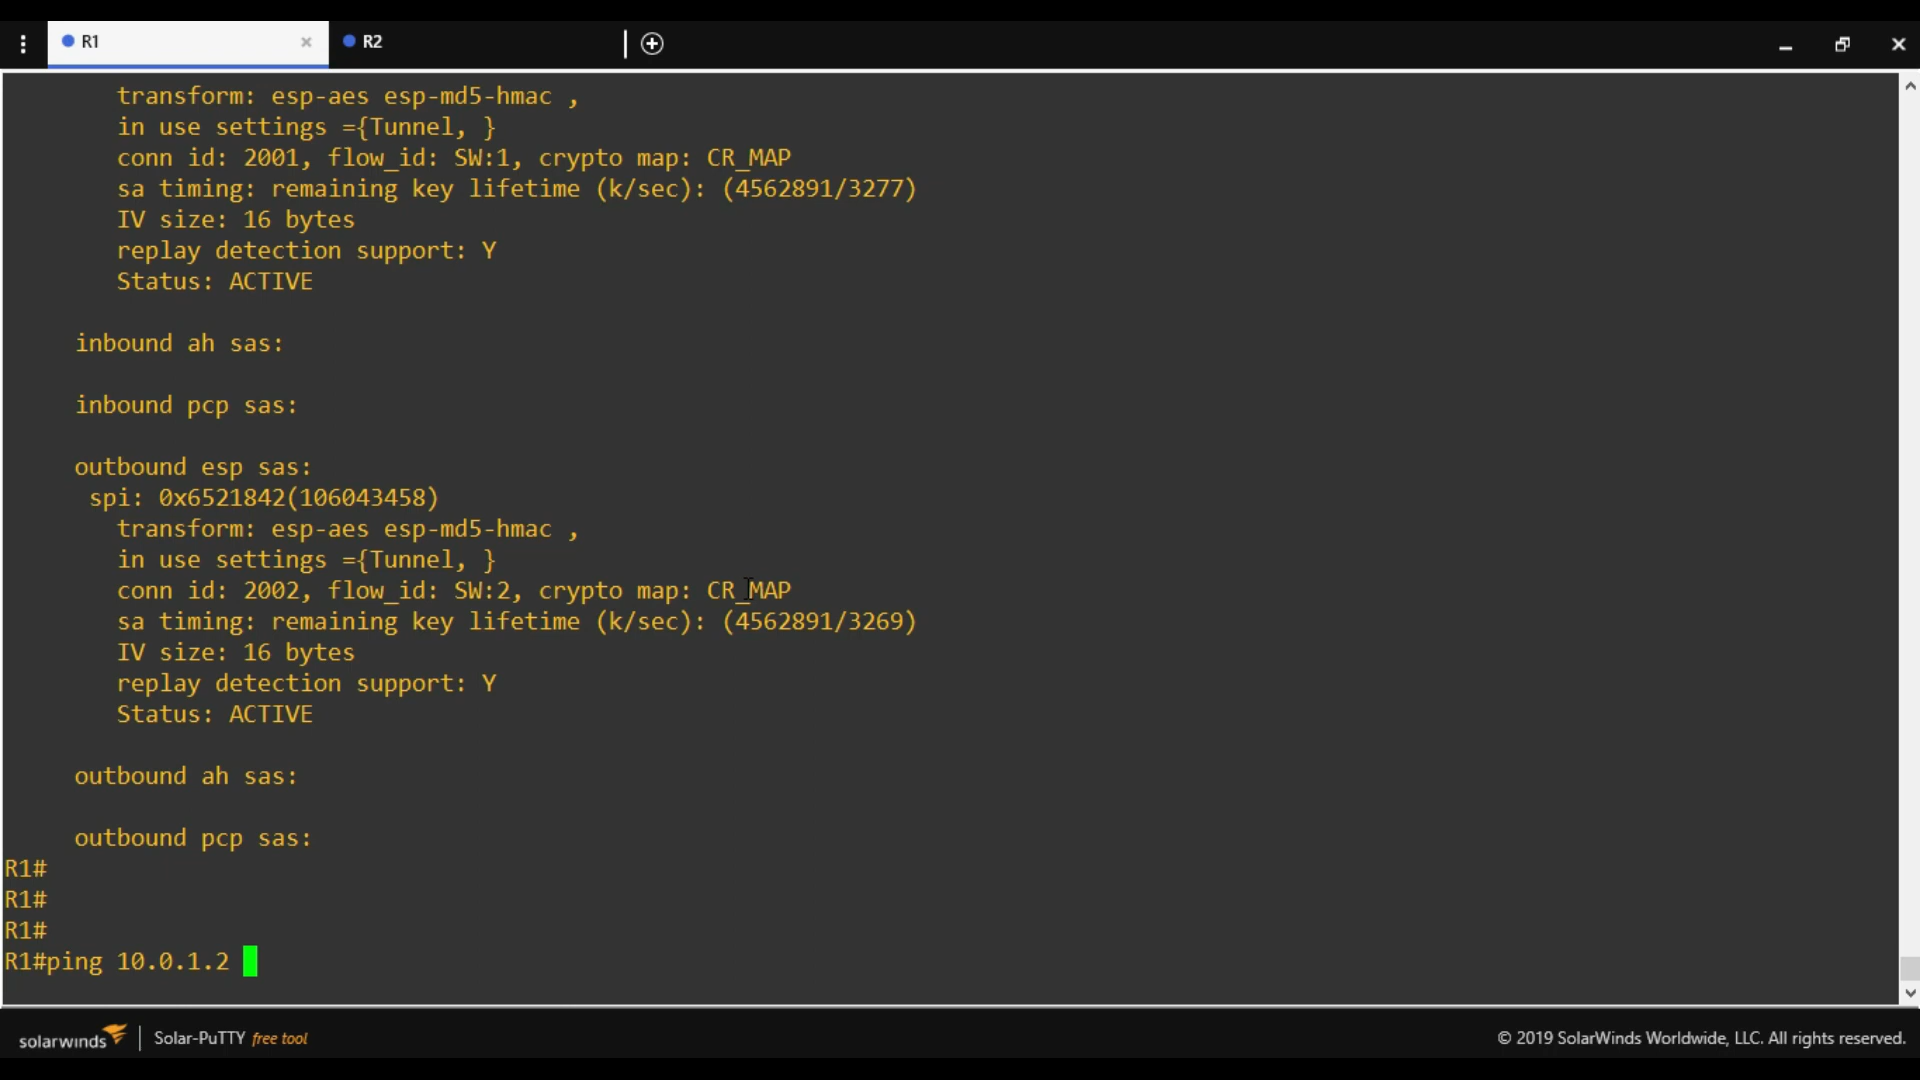 R1
R2
transform: esp-aes esp-md5-hmac ,
in use settings ={Tunnel, }
conn id: 2001, flow_id: SW:1, crypto map: CR_MAP
sa timing: remaining key lifetime (k/sec): (4562891/3277)
IV size: 16 bytes
replay detection support: Y
Status: ACTIVE
inbound ah sas:
inbound pcp sas:
outbound esp sas:
spi: 0x6521842(106043458)
transform: esp-aes esp-md5-hmac ,
in use settings ={Tunnel, }
conn id: 2002, flow_id: SW:2, crypto map: CR_MAP
sa timing: remaining key lifetime (k/sec): (4562891/3269)
IV size: 16 bytes
replay detection support: Y
Status: ACTIVE
outbound ah sas:
outbound pcp sas:
R1#
R1#
R1#
R1#ping 10.0.1.2
solarwinds | Solar-PuTTY free tool
© 2019 SolarWinds Worldwide, LLC. All rights reserved.